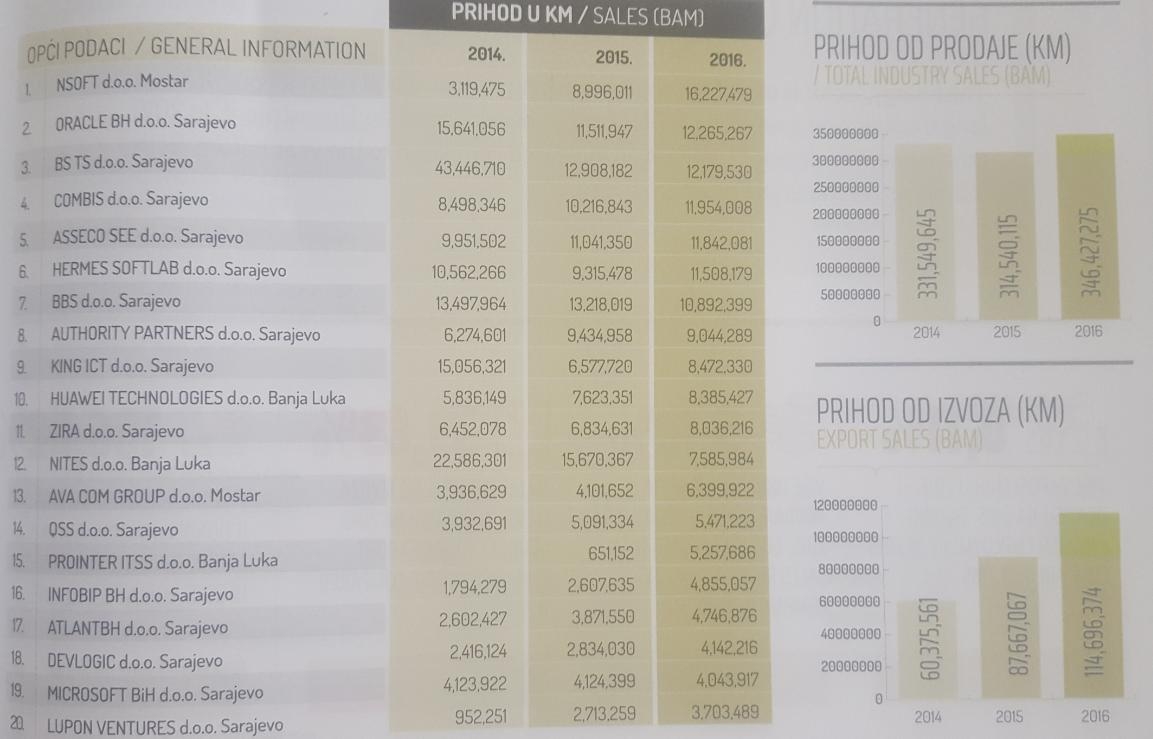 PRIHOD U KM / SALES (BAM)
OPĆI PODACI / GENERAL INFORMATION 2014. 2015. 2016.
1. NSOFT d.o.o. Mostar 3,119,475 8,996,011 16,227,479
2. ORACLE BH d.o.o. Sarajevo 15,641,056 11,511,947 12,265,267
3. BS TS d.o.o. Sarajevo 43,446,710 12,908,182 12,179,530
4. COMBIS d.o.o. Sarajevo 8,498,346 10,216,843 11,954,008
5. ASSECO SEE d.o.o. Sarajevo 9,951,502 11,041,350 11,842,081
6. HERMES SOFTLAB d.o.o. Sarajevo 10,562,266 9,315,478 11,508,179
7. BBS d.o.o. Sarajevo 13,497,964 13,218,019 10,892,399
8. AUTHORITY PARTNERS d.o.o. Sarajevo 6,274,601 9,434,958 9,044,289
9. KING ICT d.o.o. Sarajevo 15,056,321 6,577,720 8,472,330
10. HUAWEI TECHNOLOGIES d.o.o. Banja Luka 5,836,149 7,623,351 8,385,427
11. ZIRA d.o.o. Sarajevo 6,452,078 6,834,631 8,036,216
12. NITES d.o.o. Banja Luka 22,586,301 15,670,367 7,585,984
13. AVA COM GROUP d.o.o. Mostar 3,936,629 4,101,652 6,399,922
14. QSS d.o.o. Sarajevo 3,932,691 5,091,334 5,471,223
15. PROINTER ITSS d.o.o. Banja Luka 651,152 5,257,686
16. INFOBIP BH d.o.o. Sarajevo 1,794,279 2,607,635 4,855,057
17. ATLANTBH d.o.o. Sarajevo 2,602,427 3,871,550 4,746,876
18. DEVLOGIC d.o.o. Sarajevo 2,416,124 2,834,030 4,142,216
19. MICROSOFT BiH d.o.o. Sarajevo 4,123,922 4,124,399 4,043,917
20. LUPON VENTURES d.o.o. Sarajevo 952,251 2,713,259 3,703,489
PRIHOD OD PRODAJE (KM)
/ TOTAL INDUSTRY SALES (BAM)
350000000
300000000
250000000
200000000
150000000
100000000
50000000
0
331,549,645 314,540,115 346,427,275
2014 2015 2016
PRIHOD OD IZVOZA (KM)
EXPORT SALES (BAM)
120000000
100000000
80000000
60000000
40000000
20000000
0
60,375,561 87,667,067 114,696,374
2014 2015 2016